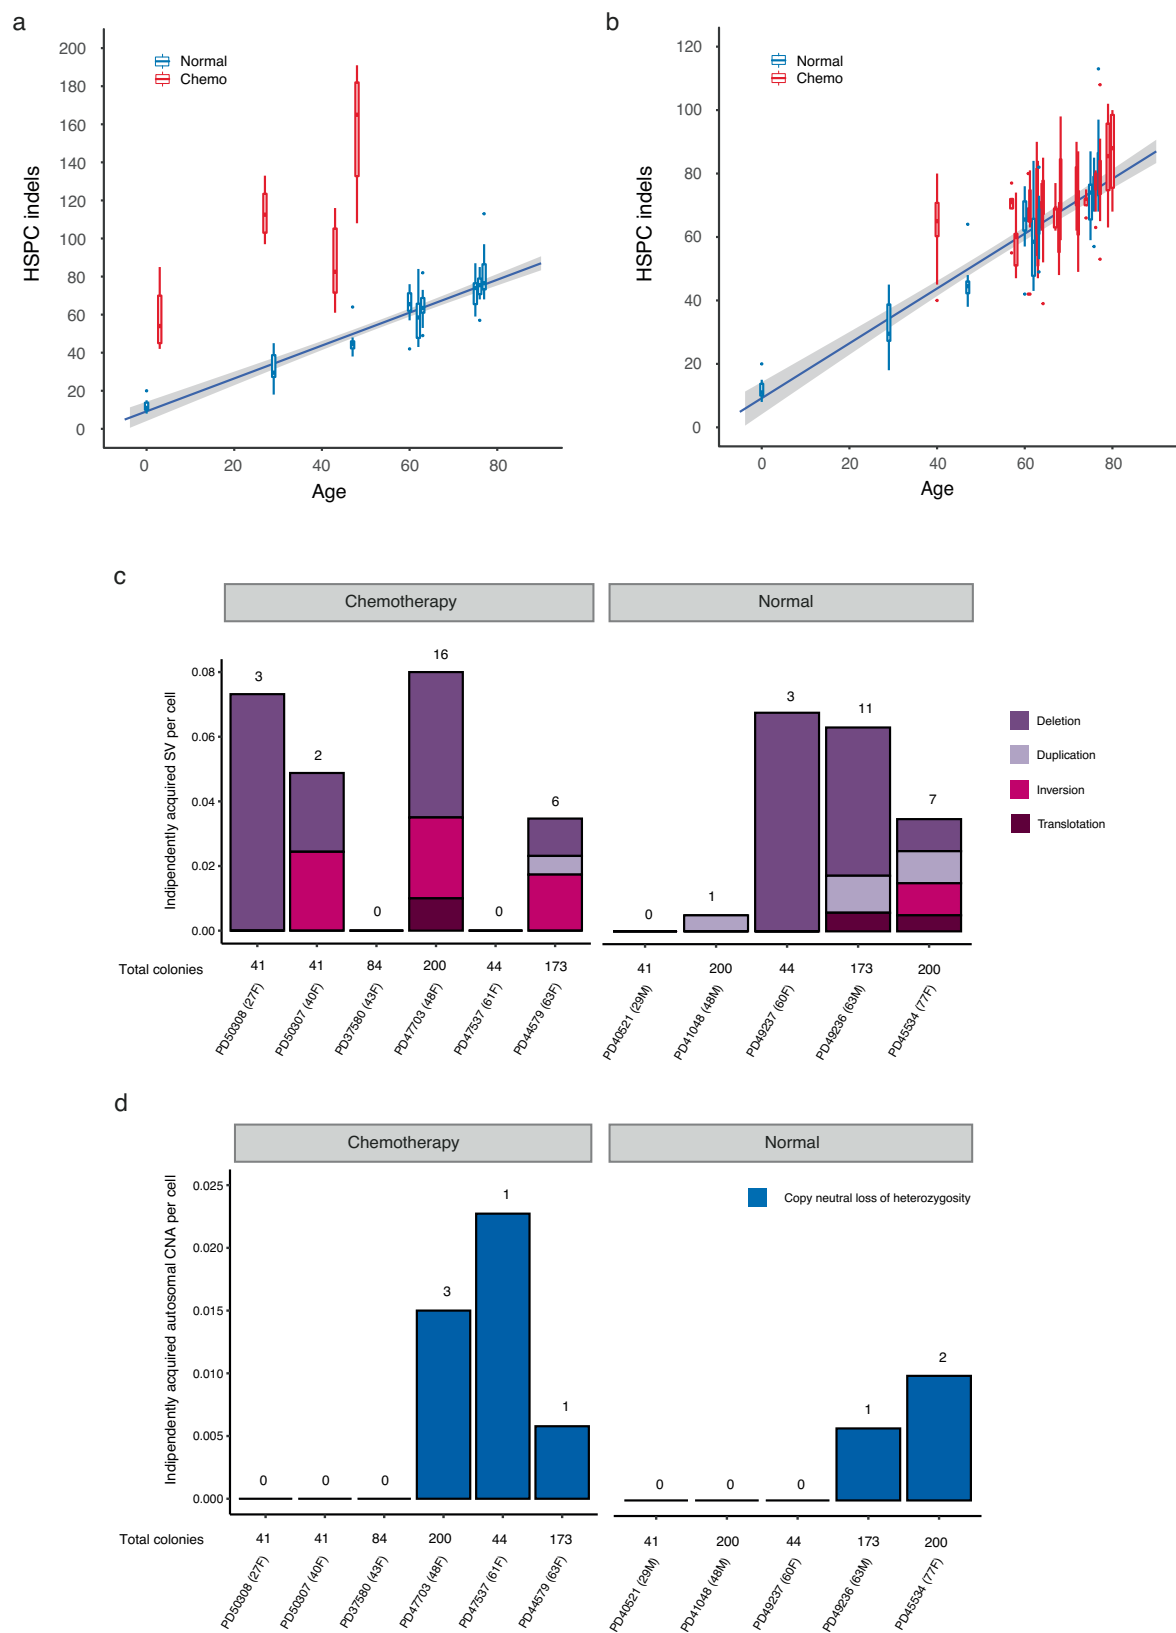 a
HSPC indels
200
180
160
140
120
100
80
60
40
20
0
Normal
Chemo
0 20 40 60 80
Age
b
HSPC indels
120
100
80
60
40
20
0
Normal
Chemo
0 20 40 60 80
Age
c
Chemotherapy Normal
Indipendently acquired SV per cell
0.08
0.06
0.04
0.02
0.00
3 2 0 16 0 6
0 1 3 11 7
Deletion
Duplication
Inversion
Translotation
Total colonies 41 41 84 200 44 173 41 200 44 173 200
PD50308 (27F)
PD50307 (40F)
PD37580 (43F)
PD47703 (48F)
PD47537 (61F)
PD44579 (63F)
PD40521 (29M)
PD41048 (48M)
PD49237 (60F)
PD49236 (63M)
PD45534 (77F)
d
Chemotherapy Normal
Indipendently acquired autosomal CNA per cell
0.025
0.020
0.015
0.010
0.005
0.000
0 0 0 3 1 1
Copy neutral loss of heterozygosity
0 0 0 1 2
Total colonies 41 41 84 200 44 173 41 200 44 173 200
PD50308 (27F)
PD50307 (40F)
PD37580 (43F)
PD47703 (48F)
PD47537 (61F)
PD44579 (63F)
PD40521 (29M)
PD41048 (48M)
PD49237 (60F)
PD49236 (63M)
PD45534 (77F)